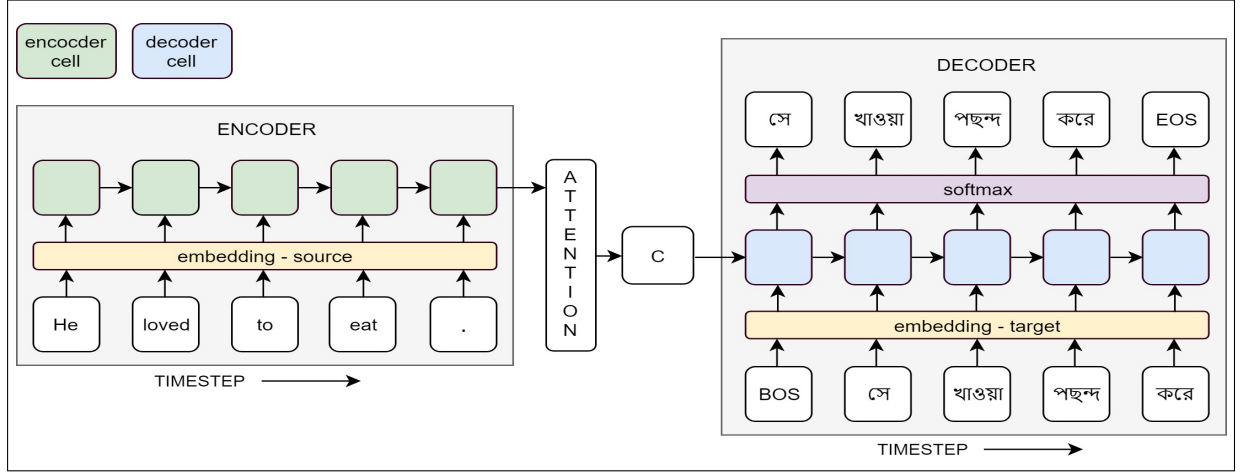 encocder
cell
decoder
cell
ENCODER
embedding - source
He
loved
to
eat
.
TIMESTEP
ATTENTION
C
DECODER
সে
খাওয়া
পছন্দ
করে
EOS
softmax
embedding - target
BOS
সে
খাওয়া
পছন্দ
করে
TIMESTEP